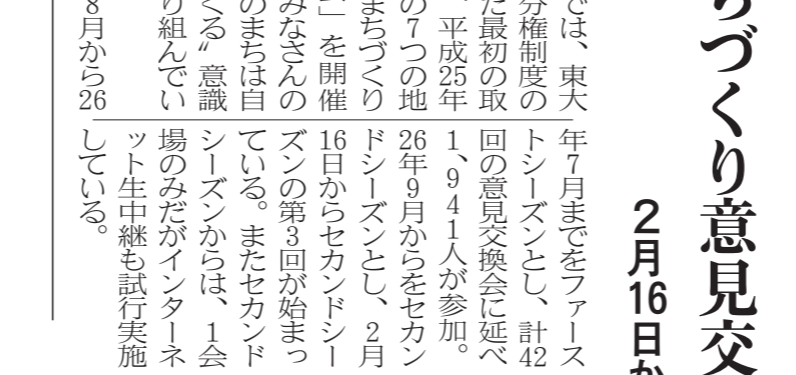 りづくり意見交
2月16日か
では、東大
分権制度の
た最初の取
、平成25年
の7つの地
まちづくり
」を開催
みなさんの
のまちは自
くる〟意識
り組んでい
8月から26
年7月までをファース
トシーズンとし、計42
回の意見交換会に延べ
1、941人が参加。
26年9月からをセカン
ドシーズンとし、2月
16日からセカンドシー
ズンの第3回が始まっ
ている。またセカンド
シーズンからは、1会
場のみだがインターネ
ット生中継も試行実施
している。